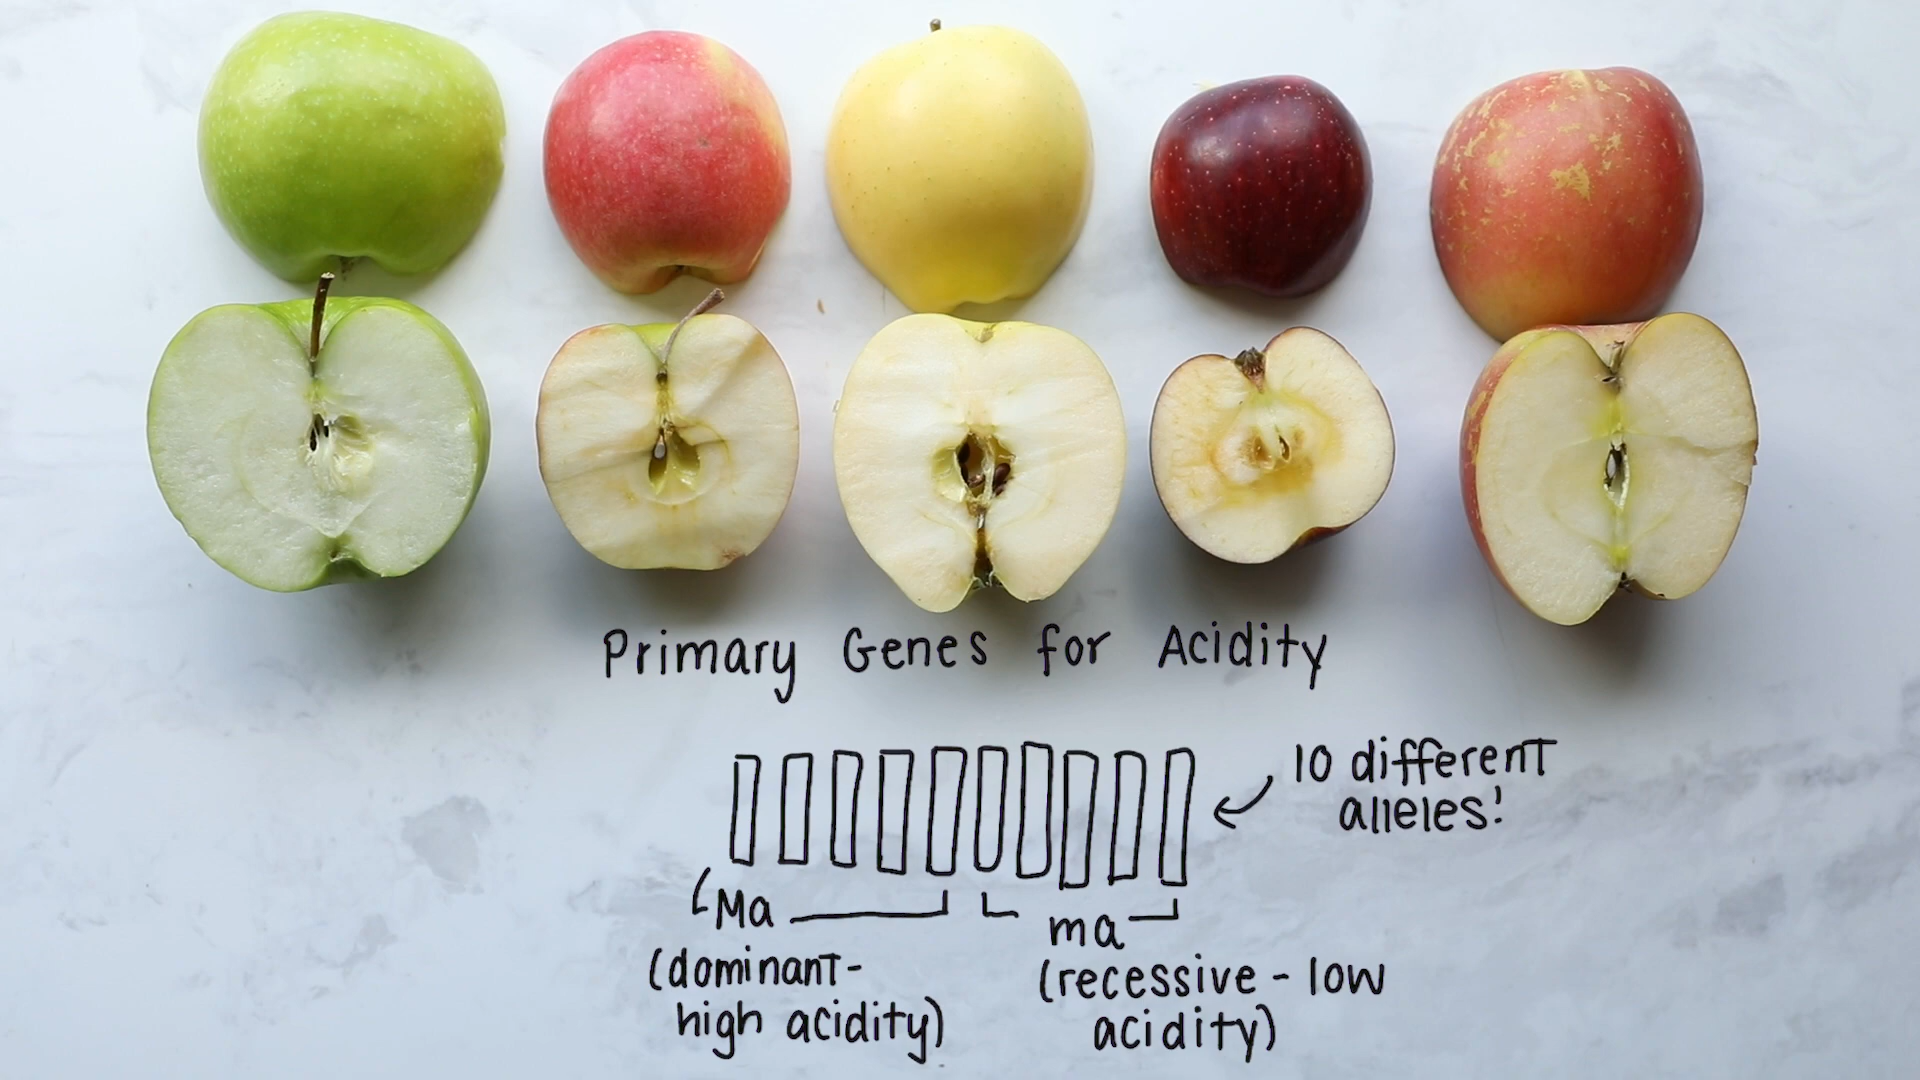 Primary Genes for Acidity
10 different
alleles!
Ma
ma
(dominant-
high acidity)
(recessive - low
acidity)